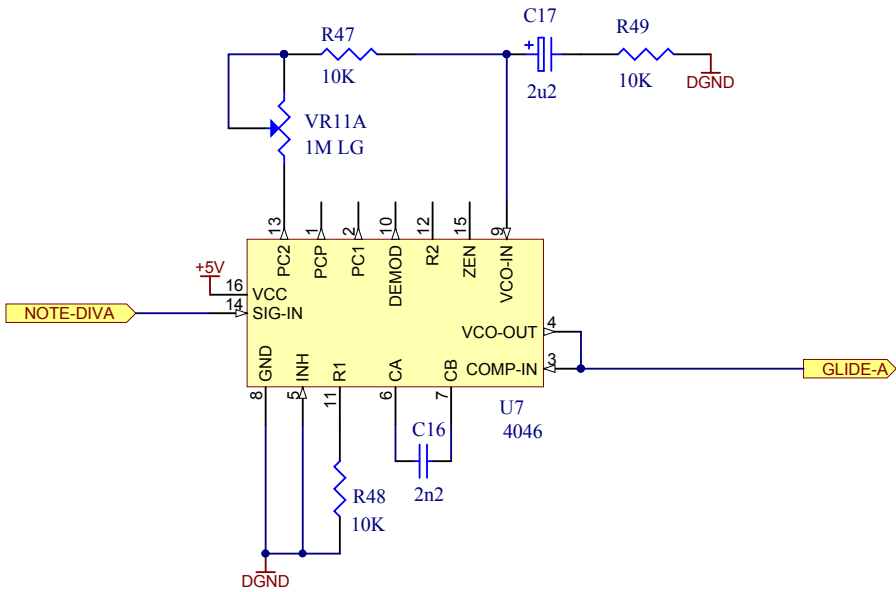 C17
R47
R49
+
10K
2u2
10K
DGND
VR11A
1M LG
13
1
2
10
12
15
9
PC2
PCP
PC1
DEMOD
R2
ZEN
VCO-IN
+5V
16
VCC
NOTE-DIVA
14
SIG-IN
VCO-OUT
4
COMP-IN
3
GLIDE-A
GND
INH
R1
CA
CB
8
5
11
6
7
U7
4046
C16
2n2
R48
10K
DGND